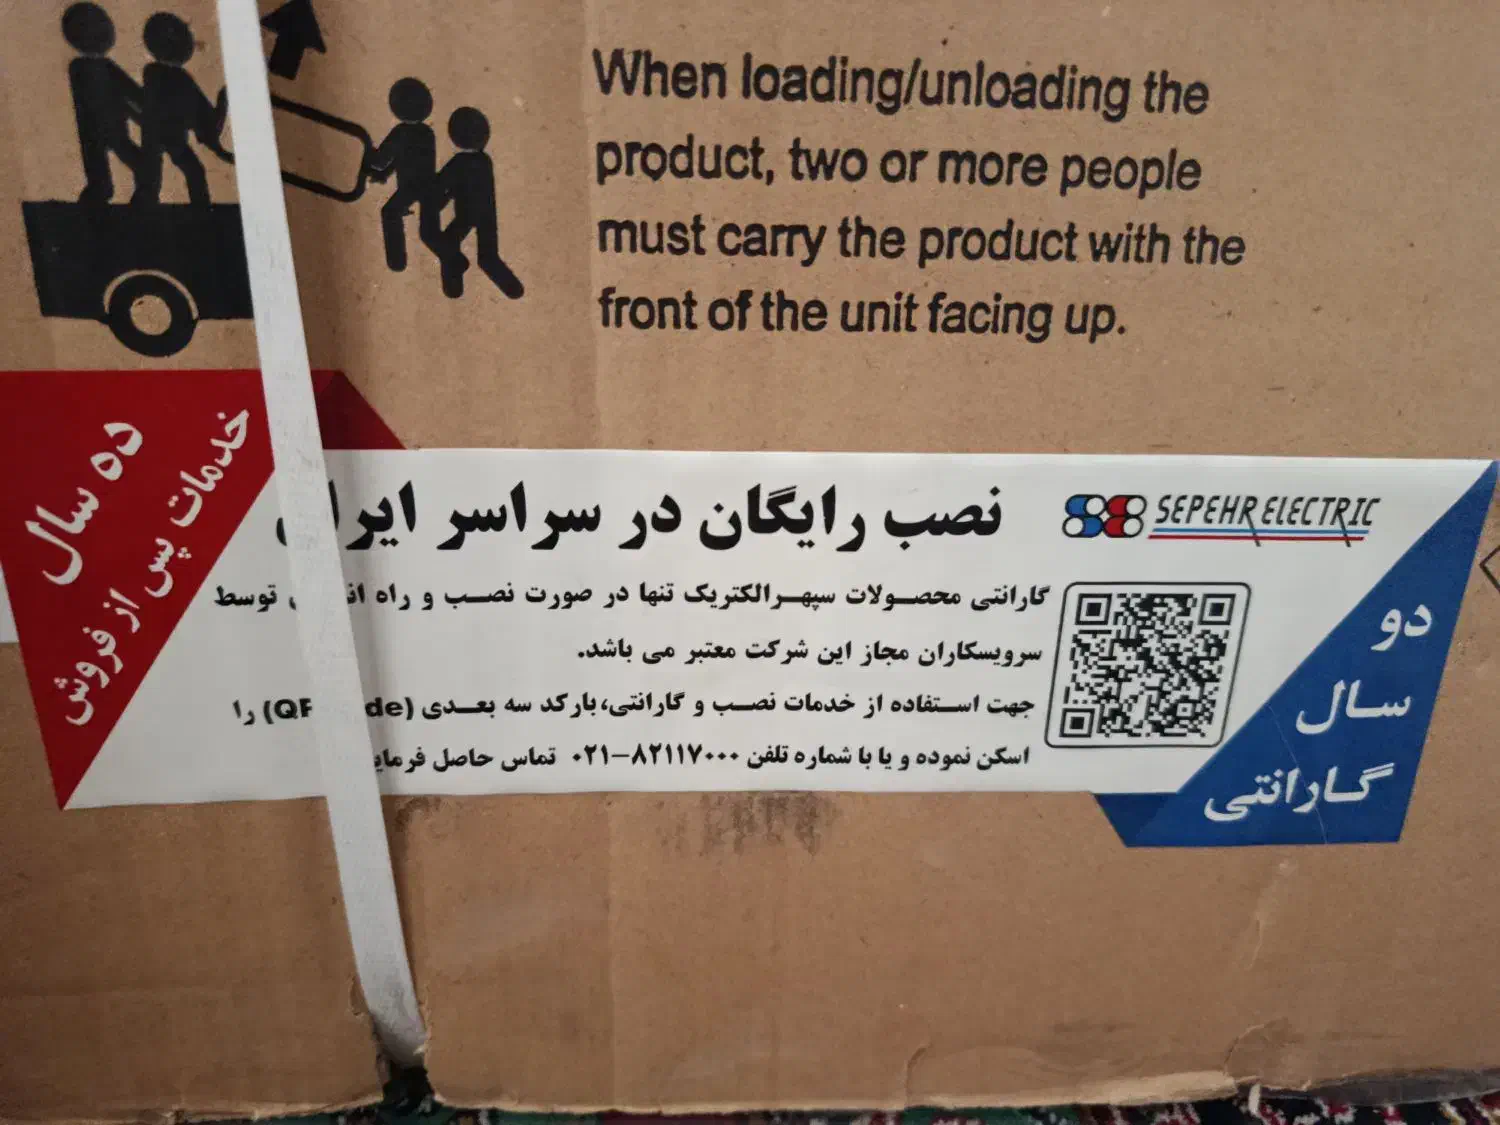 When loading/unloading the
product, two or more people
must carry the product with the
front of the unit facing up.
ده سال
خدمات پس از فروش
SEPEHR ELECTRIC
نصب رایگان در سراسر
گارانتی محصولات سپهرالکتریک تنها در صورت نصب و راه توسط
سرویسکاران مجاز این شرکت معتبر می باشد.
جهت استفاده از خدمات نصب و گارانتی،بارکد سه بعدی را
اسکن نموده و یا با شماره تلفن ۰۲۱-۸۲۱۱۷۰۰۰ تماس حاصل
دو
سال
گارانتی